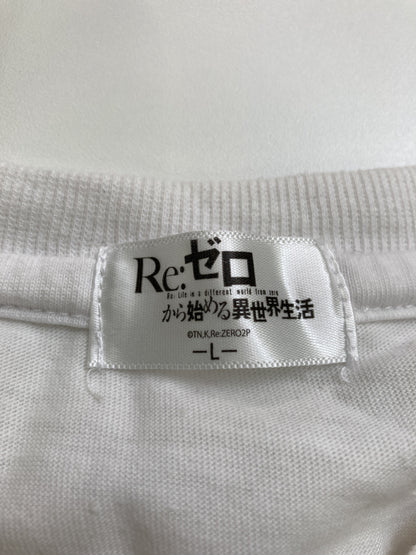 Re:ゼロ
Re: Life in a different world from zero
から始める異世界生活
©TN,K,Re:ZERO2P
—L—